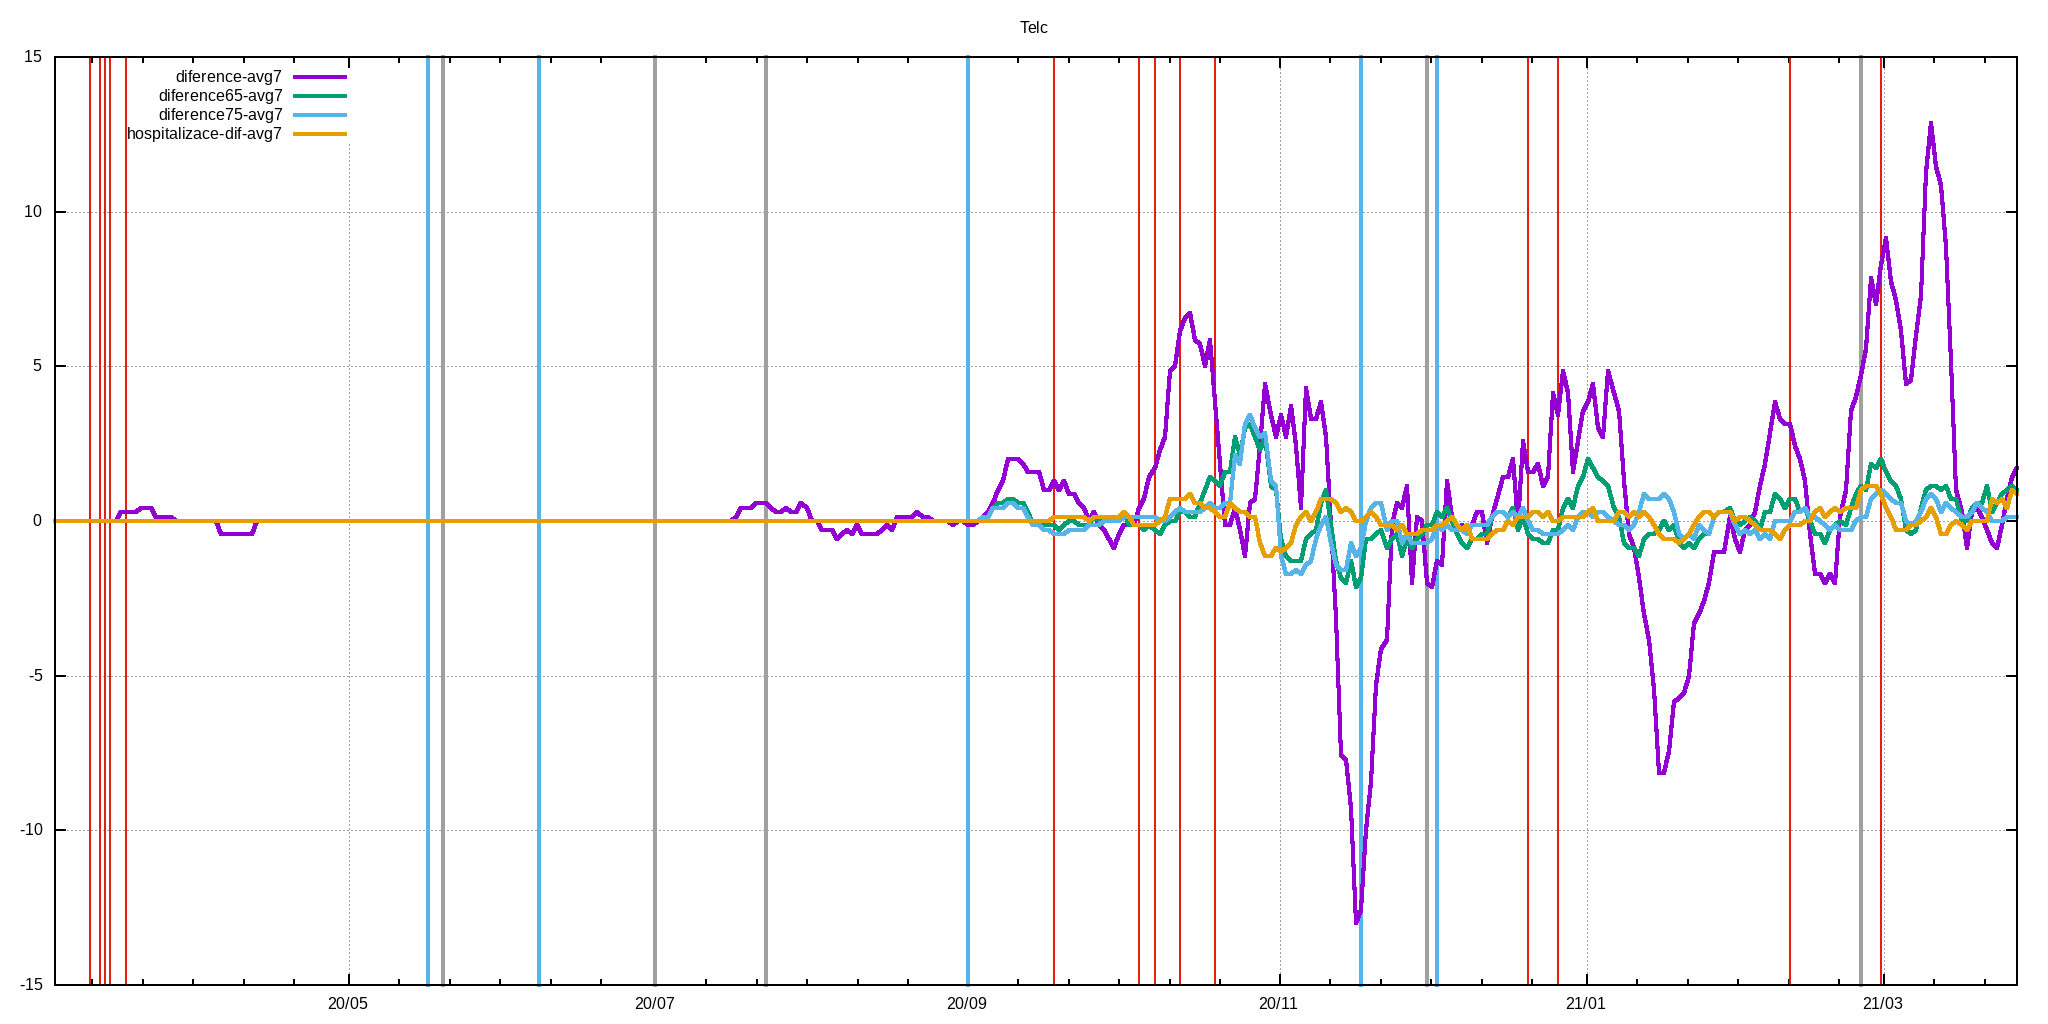 Telc
15
diference-avg7
diference65-avg7
diference75-avg7
hospitalizace-dif-avg7
10
5
0
-5
-10
-15
20/05 20/07 20/09 20/11 21/01 21/03